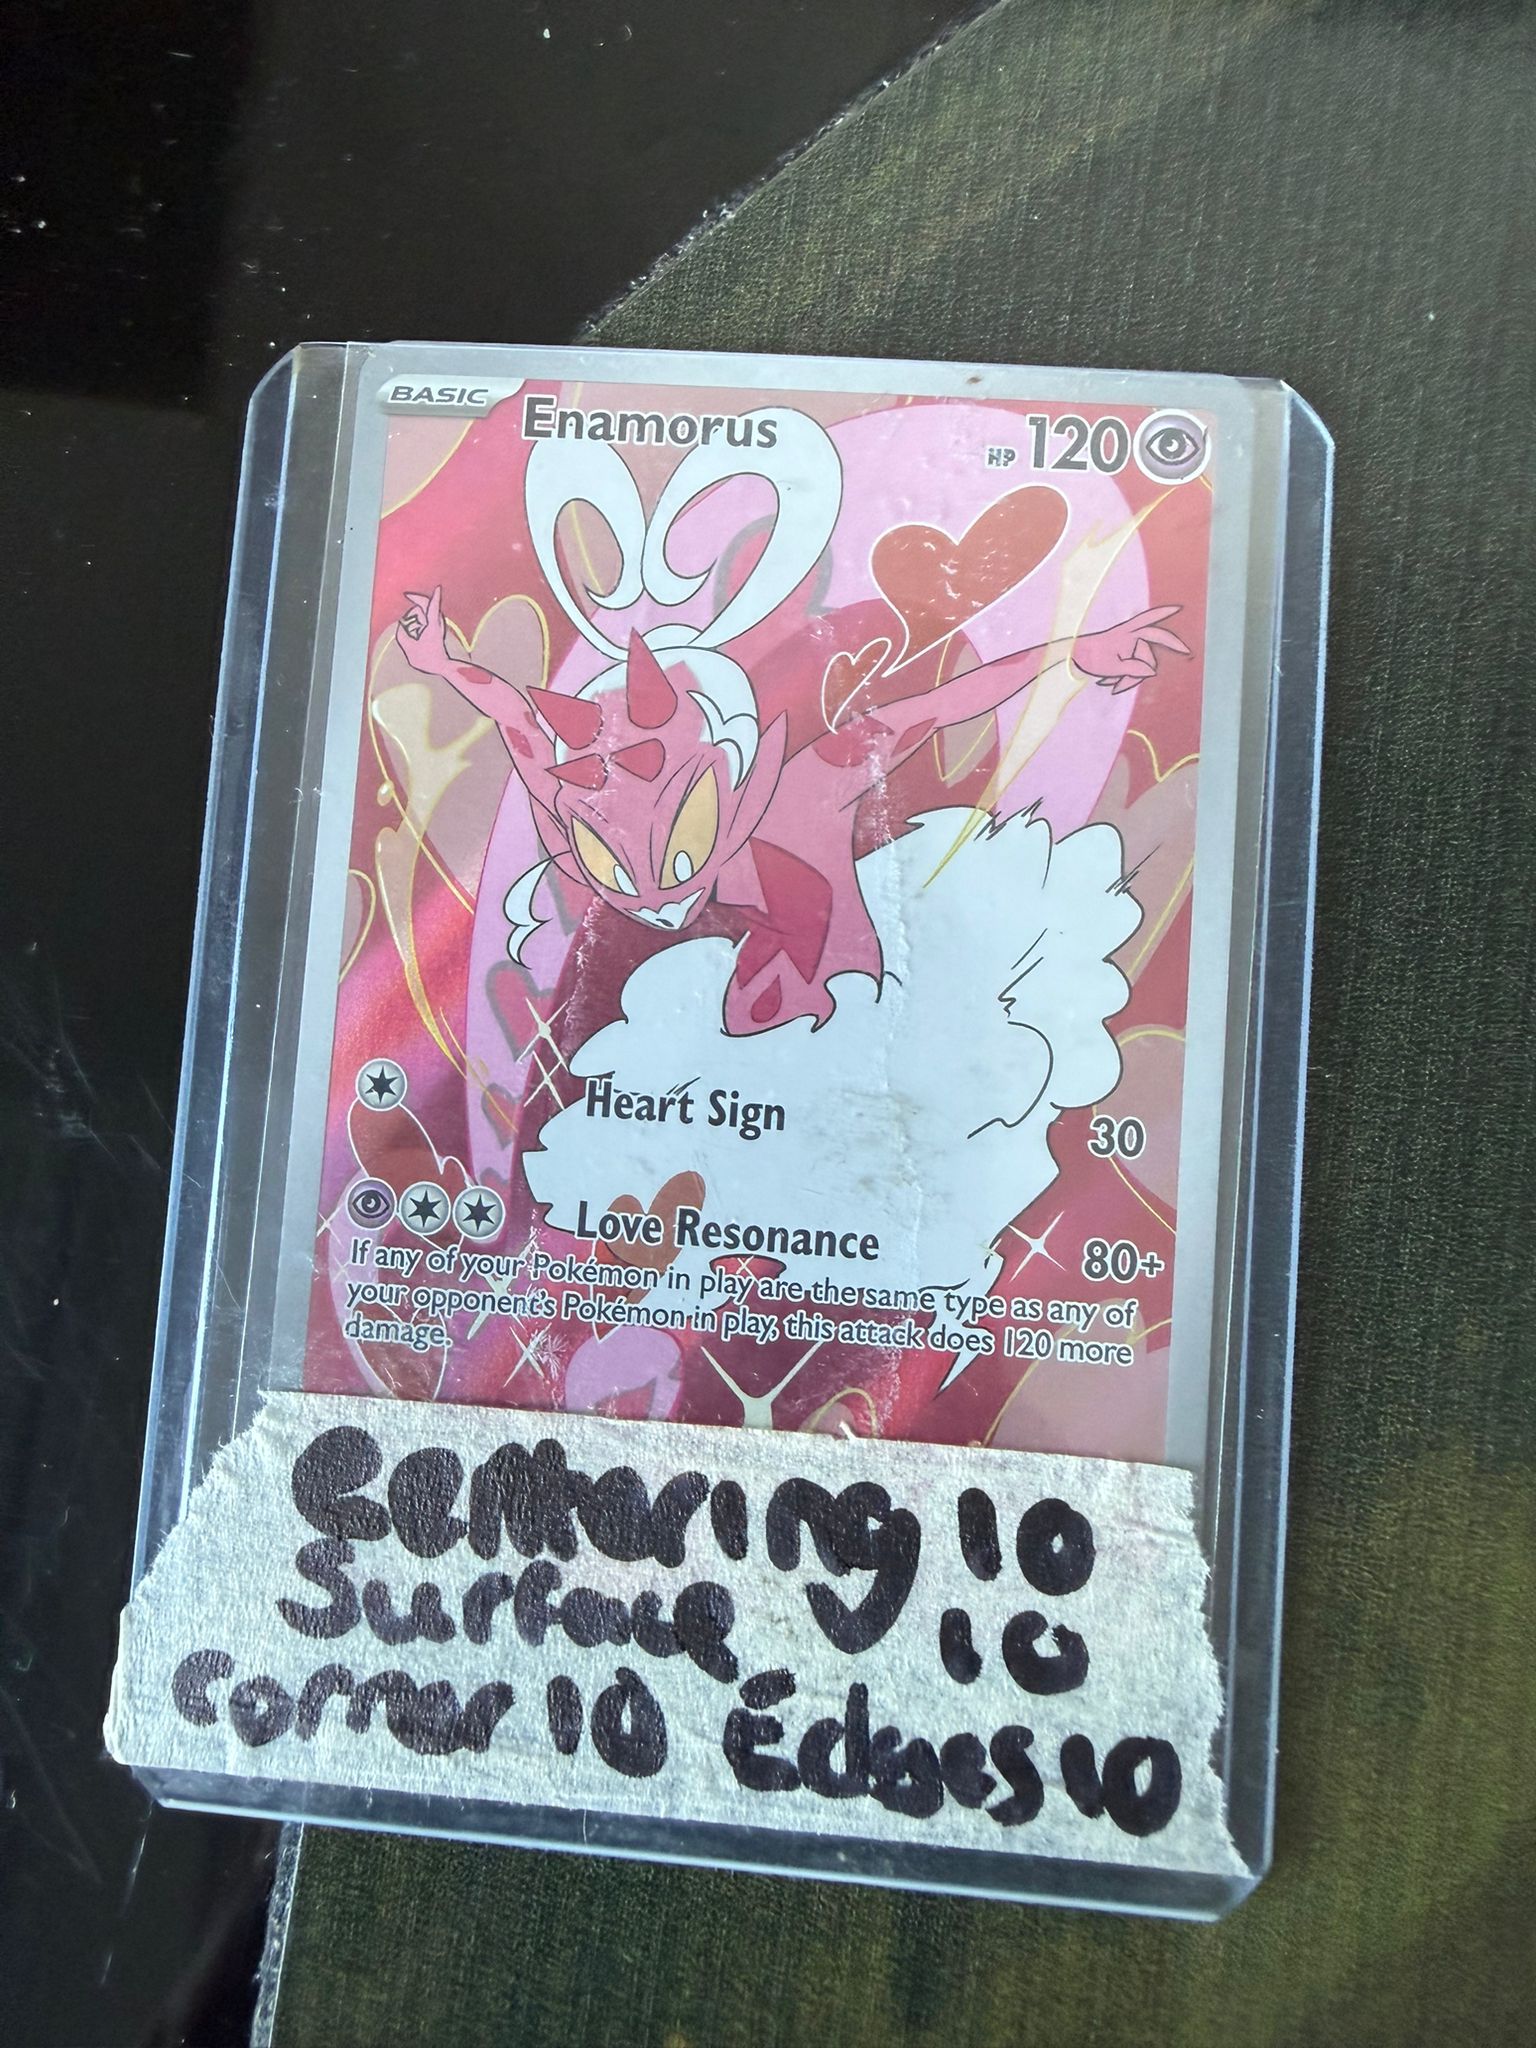 BASIC
Enamorus
HP 120
Heart Sign 30
Love Resonance 80+
If any of your Pokémon in play are the same type as any of
your opponent's Pokémon in play, this attack does 120 more
damage.
Centering 10
Surface 10
Corner 10 Edges 10